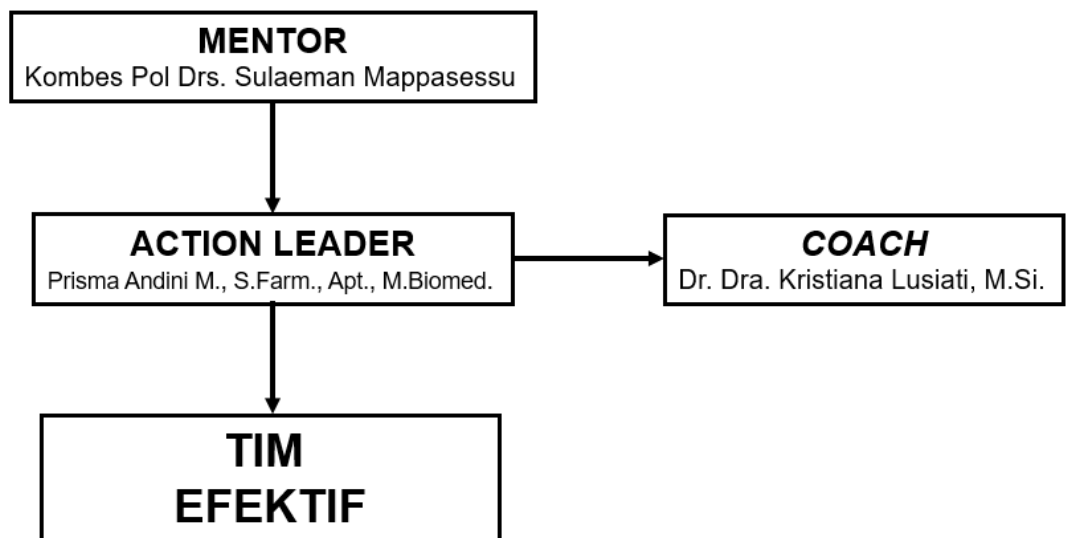 MENTOR
Kombes Pol Drs. Sulaeman Mappasessu
ACTION LEADER
Prisma Andini M., S.Farm., Apt., M.Biomed.
COACH
Dr. Dra. Kristiana Lusiati, M.Si.
TIM
EFEKTIF